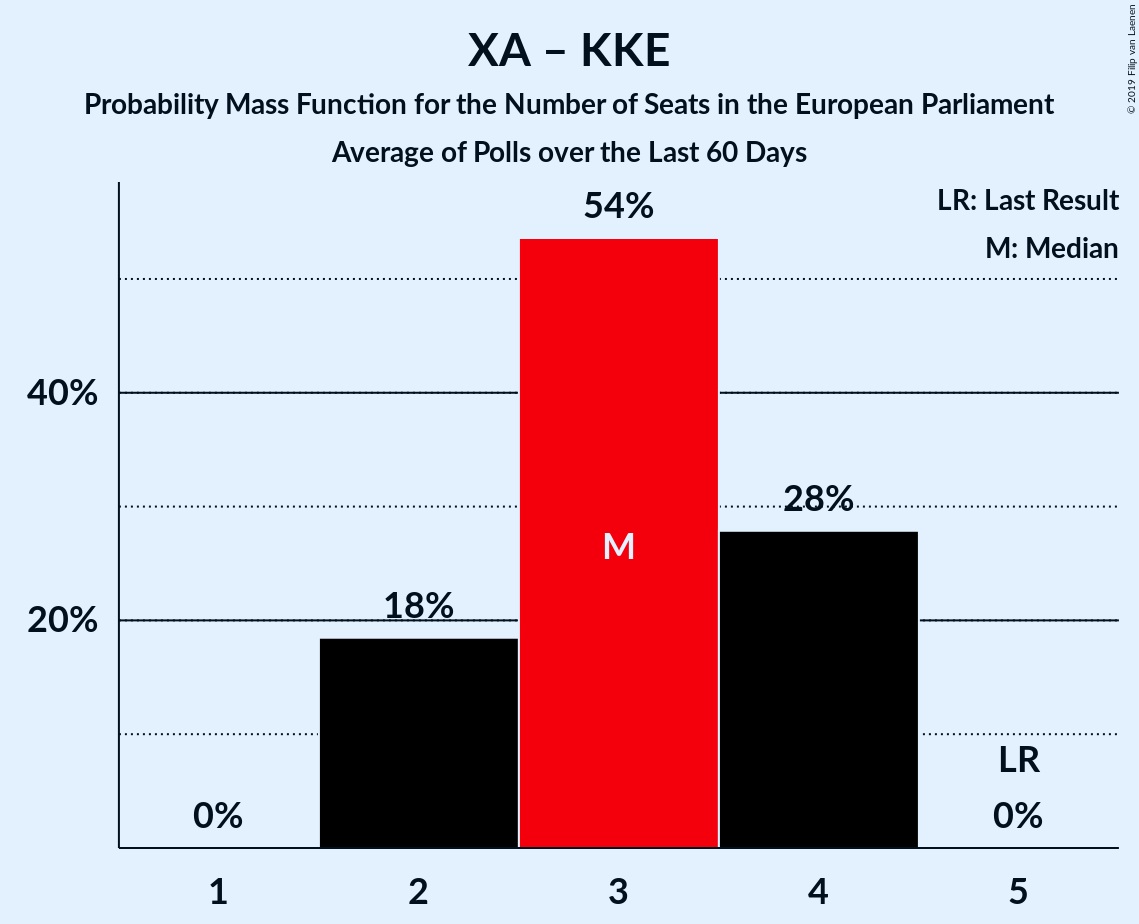 XA – KKE
Probability Mass Function for the Number of Seats in the European Parliament
Average of Polls over the Last 60 Days
© 2019 Filip van Laenen
LR: Last Result
M: Median
54%
40%
28%
M
18%
20%
LR
0%
0%
1 2 3 4 5